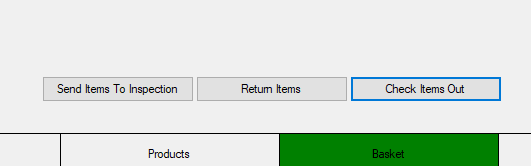 Send Items To Inspection Return Items Check Items Out
Products Basket